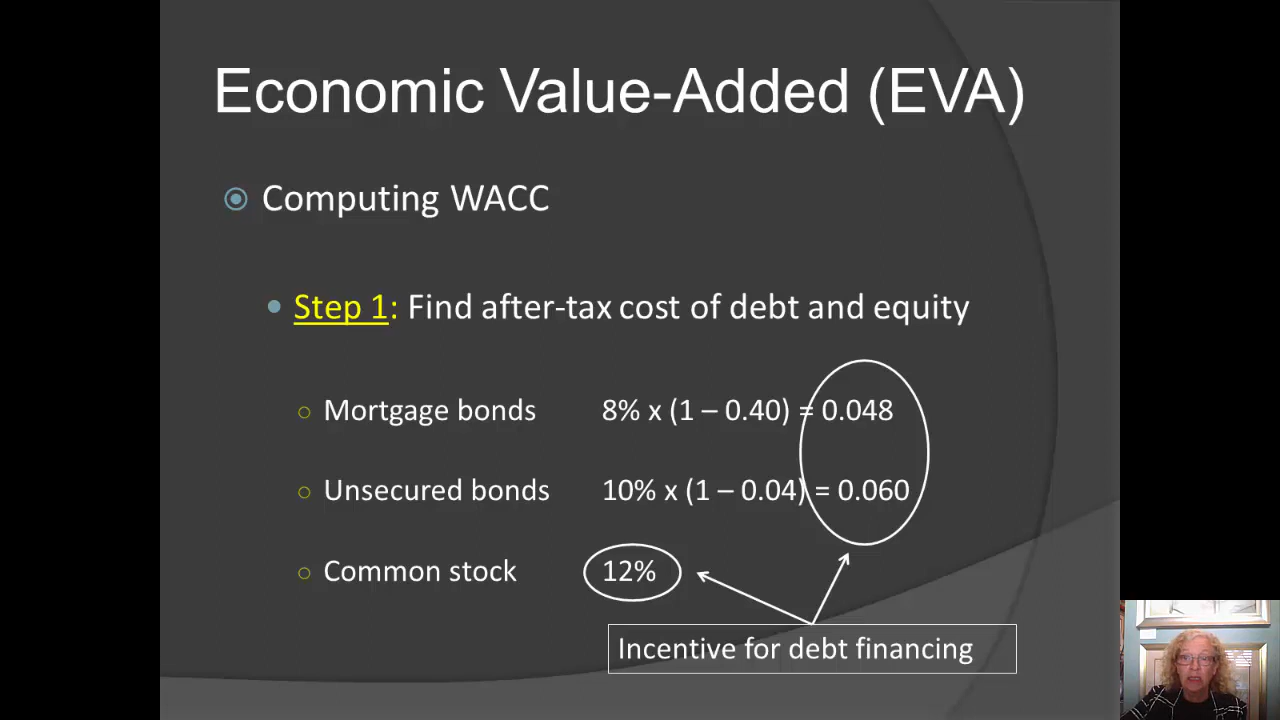 Economic Value-Added (EVA)
Computing WACC
Step 1: Find after-tax cost of debt and equity
Mortgage bonds 8% x (1 – 0.40) = 0.048
Unsecured bonds 10% x (1 – 0.04) = 0.060
Common stock 12%
Incentive for debt financing